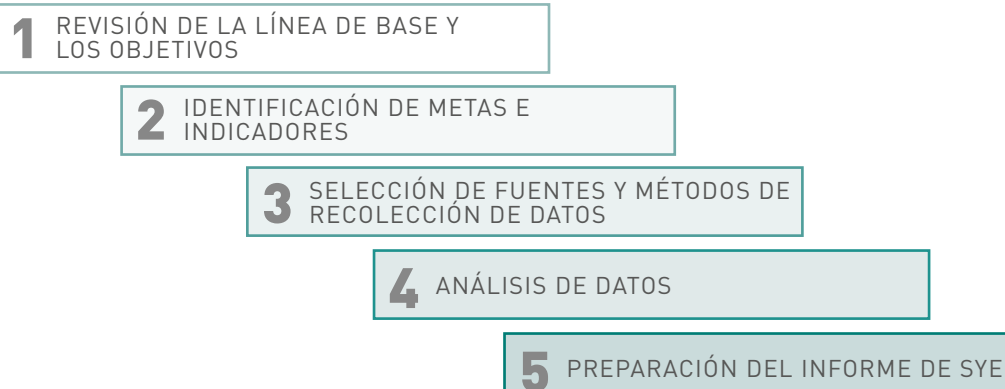 1 REVISIÓN DE LA LÍNEA DE BASE Y
LOS OBJETIVOS
2 IDENTIFICACIÓN DE METAS E
INDICADORES
3 SELECCIÓN DE FUENTES Y MÉTODOS DE
RECOLECCIÓN DE DATOS
4 ANÁLISIS DE DATOS
5 PREPARACIÓN DEL INFORME DE SYE